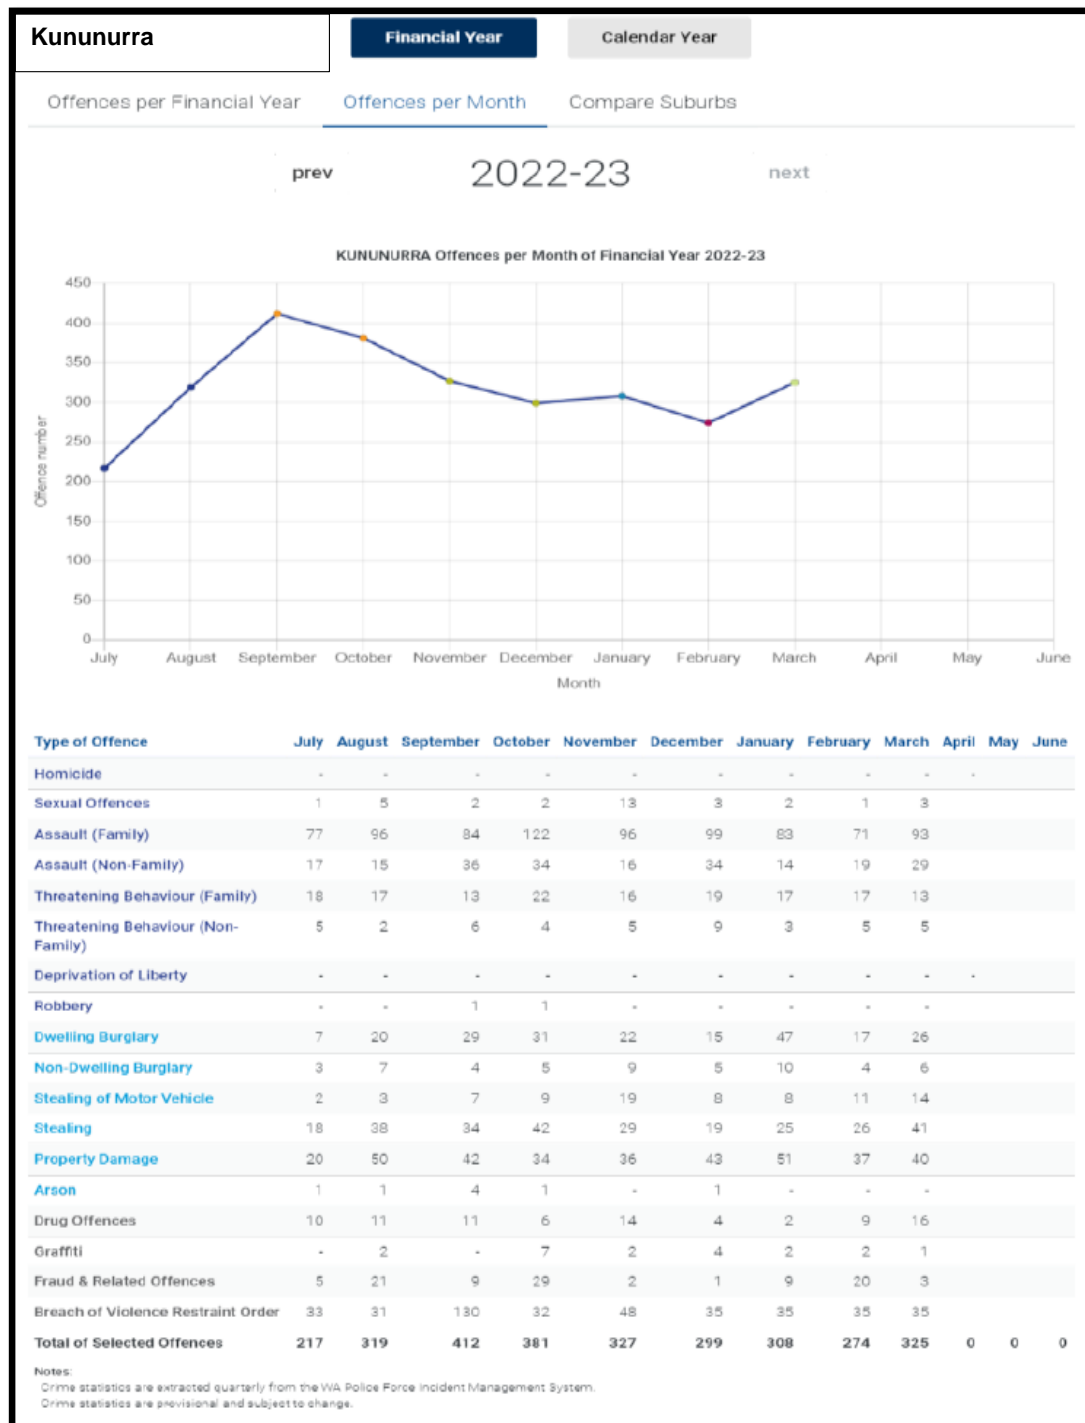 Kununurra
Financial Year
Calendar Year
Offences per Financial Year
Offences per Month
Compare Suburbs
prev
2022-23
next
KUNUNURRA Offences per Month of Financial Year 2022-23
450
400
350
300
250
200
150
100
50
0
Offence number
July August September October November December January February March April May June
Month
Type of Offence July August September October November December January February March April May June
Homicide - - - - - - - - - -
Sexual Offences 1 5 2 2 13 3 2 1 3
Assault (Family) 77 96 84 122 96 99 83 71 93
Assault (Non-Family) 17 15 36 34 16 34 14 19 29
Threatening Behaviour (Family) 18 17 13 22 16 19 17 17 13
Threatening Behaviour (Non- 5 2 6 4 5 9 3 5 5
Family)
Deprivation of Liberty - - - - - - - - - -
Robbery - - 1 1 - - - - -
Dwelling Burglary 7 20 29 31 22 15 47 17 26
Non-Dwelling Burglary 3 7 4 5 9 5 10 4 6
Stealing of Motor Vehicle 2 3 7 9 19 8 8 11 14
Stealing 18 38 34 42 29 19 25 26 41
Property Damage 20 50 42 34 36 43 51 37 40
Arson 1 1 4 1 - 1 - - -
Drug Offences 10 11 11 6 14 4 2 9 16
Graffiti - 2 - 7 2 4 2 2 1
Fraud & Related Offences 5 21 9 29 2 1 9 20 3
Breach of Violence Restraint Order 33 31 130 32 48 35 35 35 35
Total of Selected Offences 217 319 412 381 327 299 308 274 325 0 0 0
Notes:
Crime statistics are extracted quarterly from the WA Police Force Incident Management System.
Crime statistics are provisional and subject to change.